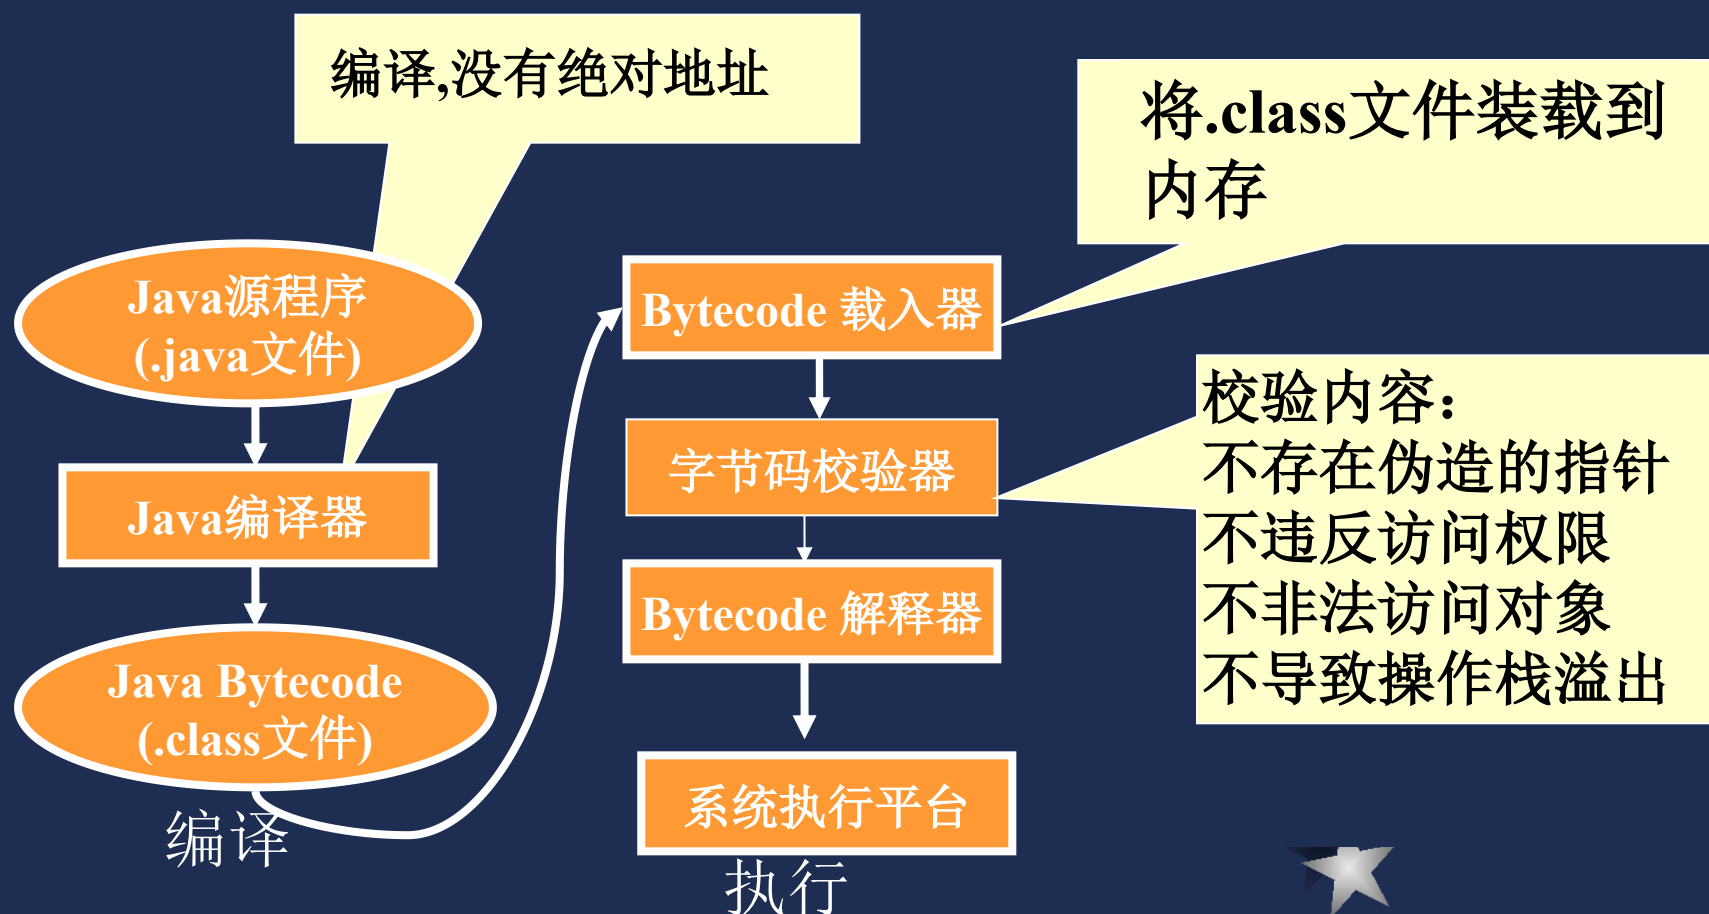 编译,没有绝对地址
将.class文件装载到
内存
Java源程序
(.java文件)
Java编译器
Java Bytecode
(.class文件)
编译
Bytecode 载入器
字节码校验器
Bytecode 解释器
系统执行平台
执行
校验内容：
不存在伪造的指针
不违反访问权限
不非法访问对象
不导致操作栈溢出